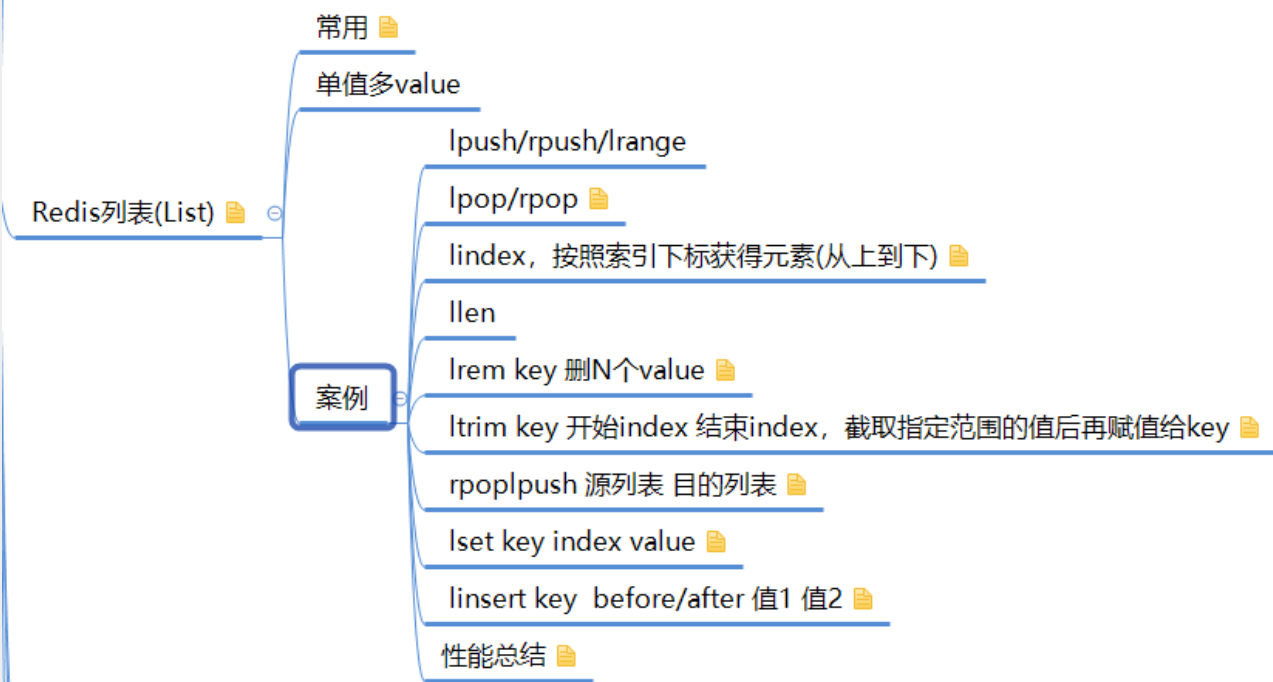 常用
单值多value
lpush/rpush/lrange
lpop/rpop
Redis列表(List)
lindex，按照索引下标获得元素(从上到下)
llen
lrem key 删N个value
案例
ltrim key 开始index 结束index，截取指定范围的值后再赋值给key
rpoplpush 源列表 目的列表
lset key index value
linsert key  before/after 值1 值2
性能总结